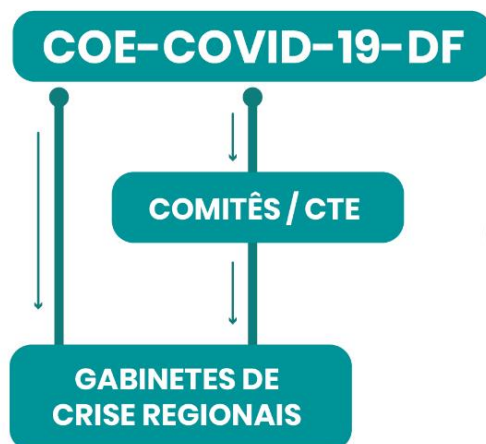 COE-COVID-19-DF
COMITÊS / CTE
GABINETES DE
CRISE REGIONAIS